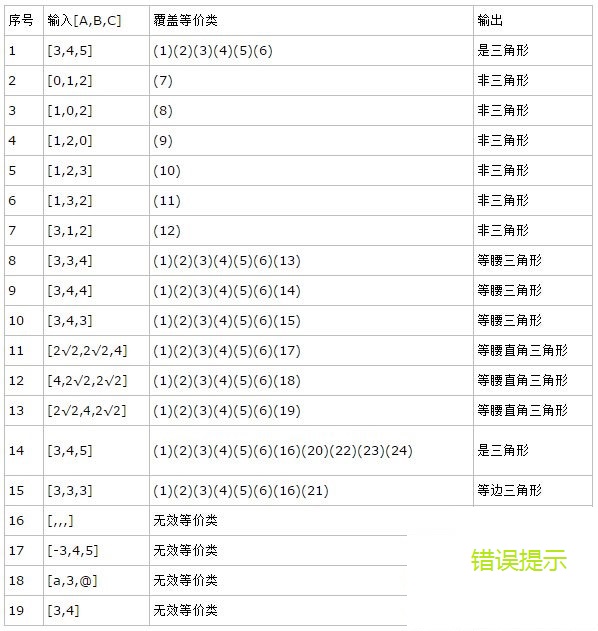 序号 输入[A,B,C] 覆盖等价类 输出
1 [3,4,5] (1)(2)(3)(4)(5)(6) 是三角形
2 [0,1,2] (7) 非三角形
3 [1,0,2] (8) 非三角形
4 [1,2,0] (9) 非三角形
5 [1,2,3] (10) 非三角形
6 [1,3,2] (11) 非三角形
7 [3,1,2] (12) 非三角形
8 [3,3,4] (1)(2)(3)(4)(5)(6)(13) 等腰三角形
9 [3,4,4] (1)(2)(3)(4)(5)(6)(14) 等腰三角形
10 [3,4,3] (1)(2)(3)(4)(5)(6)(15) 等腰三角形
11 [2√2,2√2,4] (1)(2)(3)(4)(5)(6)(17) 等腰直角三角形
12 [4,2√2,2√2] (1)(2)(3)(4)(5)(6)(18) 等腰直角三角形
13 [2√2,4,2√2] (1)(2)(3)(4)(5)(6)(19) 等腰直角三角形
14 [3,4,5] (1)(2)(3)(4)(5)(6)(16)(20)(22)(23)(24) 是三角形
15 [3,3,3] (1)(2)(3)(4)(5)(6)(16)(21) 等边三角形
16 [,,,] 无效等价类
17 [-3,4,5] 无效等价类 错误提示
18 [a,3,@] 无效等价类
19 [3,4] 无效等价类